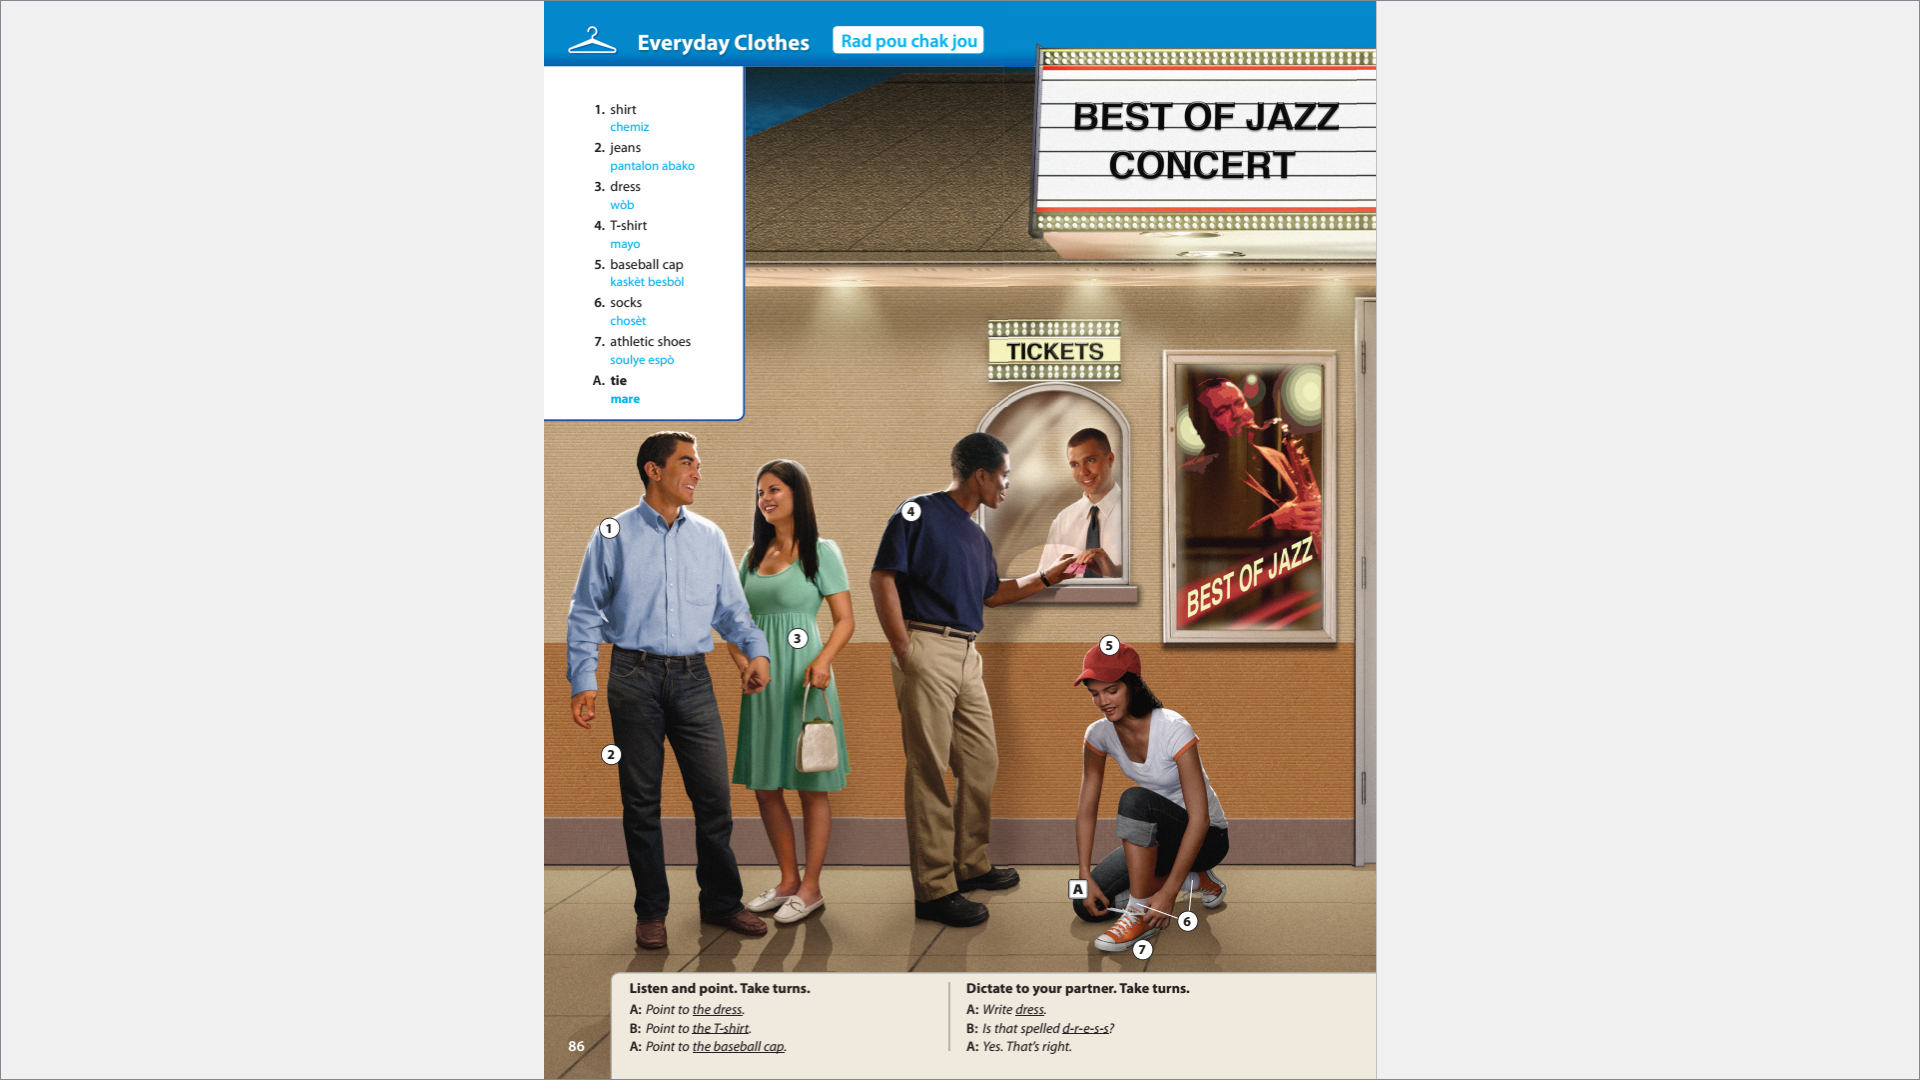 Everyday Clothes
Rad pou chak jou
1. shirt
chemiz
2. jeans
pantalon abako
3. dress
wòb
4. T-shirt
mayo
5. baseball cap
kaskèt besbòl
6. socks
chosèt
7. athletic shoes
soulye espò
A. tie
mare
BEST OF JAZZ
CONCERT
TICKETS
BEST OF JAZZ
1
2
3
4
5
A
6
7
Listen and point. Take turns.
A: Point to the dress.
B: Point to the T-shirt.
A: Point to the baseball cap.
Dictate to your partner. Take turns.
A: Write dress.
B: Is that spelled d-r-e-s-s?
A: Yes. That's right.
86